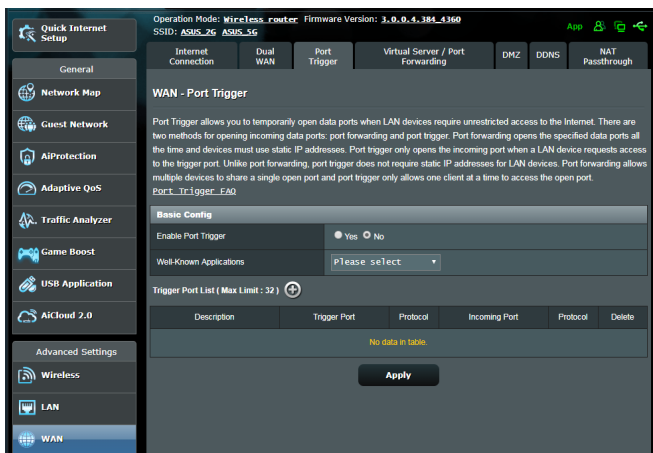 Quick Internet
Setup
General
Network Map
Guest Network
AiProtection
Adaptive QoS
Traffic Analyzer
Game Boost
USB Application
AiCloud 2.0
Advanced Settings
Wireless
LAN
WAN
Operation Mode: Wireless router Firmware Version: 3.0.0.4.384_4360
SSID: ASUS_2G ASUS_5G
App
Internet
Connection
Dual
WAN
Port
Trigger
Virtual Server / Port
Forwarding
DMZ
DDNS
NAT
Passthrough
WAN - Port Trigger
Port Trigger allows you to temporarily open data ports when LAN devices require unrestricted access to the Internet. There are
two methods for opening incoming data ports: port forwarding and port trigger. Port forwarding opens the specified data ports all
the time and devices must use static IP addresses. Port trigger only opens the incoming port when a LAN device requests access
to the trigger port. Unlike port forwarding, port trigger does not require static IP addresses for LAN devices. Port forwarding allows
multiple devices to share a single open port and port trigger only allows one client at a time to access the open port.
Port Trigger FAQ
Basic Config
Enable Port Trigger Yes No
Well-Known Applications Please select
Trigger Port List ( Max Limit : 32 )
Description Trigger Port Protocol Incoming Port Protocol Delete
No data in table.
Apply